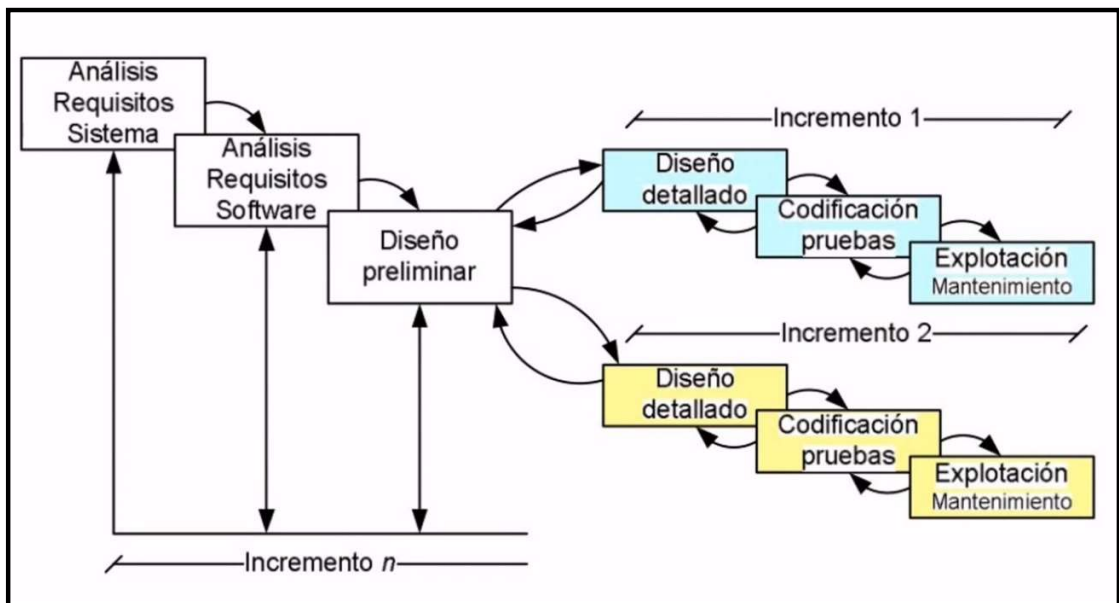 Análisis
Requisitos
Sistema
Análisis
Requisitos
Software
Diseño
preliminar
Incremento 1
Diseño
detallado
Codificación
pruebas
Explotación
Mantenimiento
Incremento 2
Diseño
detallado
Codificación
pruebas
Explotación
Mantenimiento
Incremento n